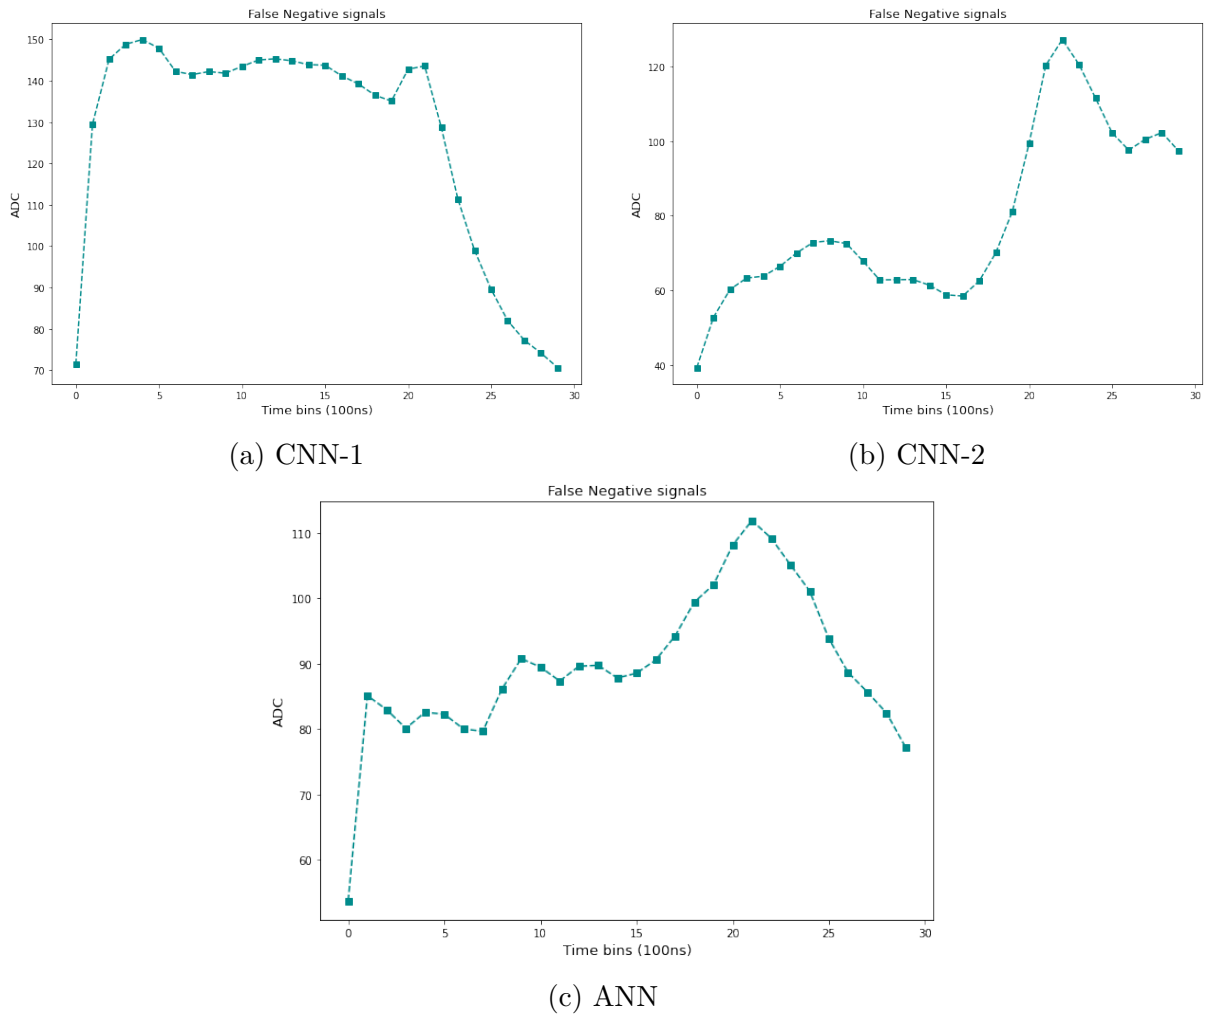 False Negative signals
150
140
130
120
110
100
90
80
70
ADC
0 5 10 15 20 25 30
Time bins (100ns)
(a) CNN-1
False Negative signals
120
100
80
60
40
ADC
0 5 10 15 20 25 30
Time bins (100ns)
(b) CNN-2
False Negative signals
110
100
90
80
70
60
ADC
0 5 10 15 20 25 30
Time bins (100ns)
(c) ANN